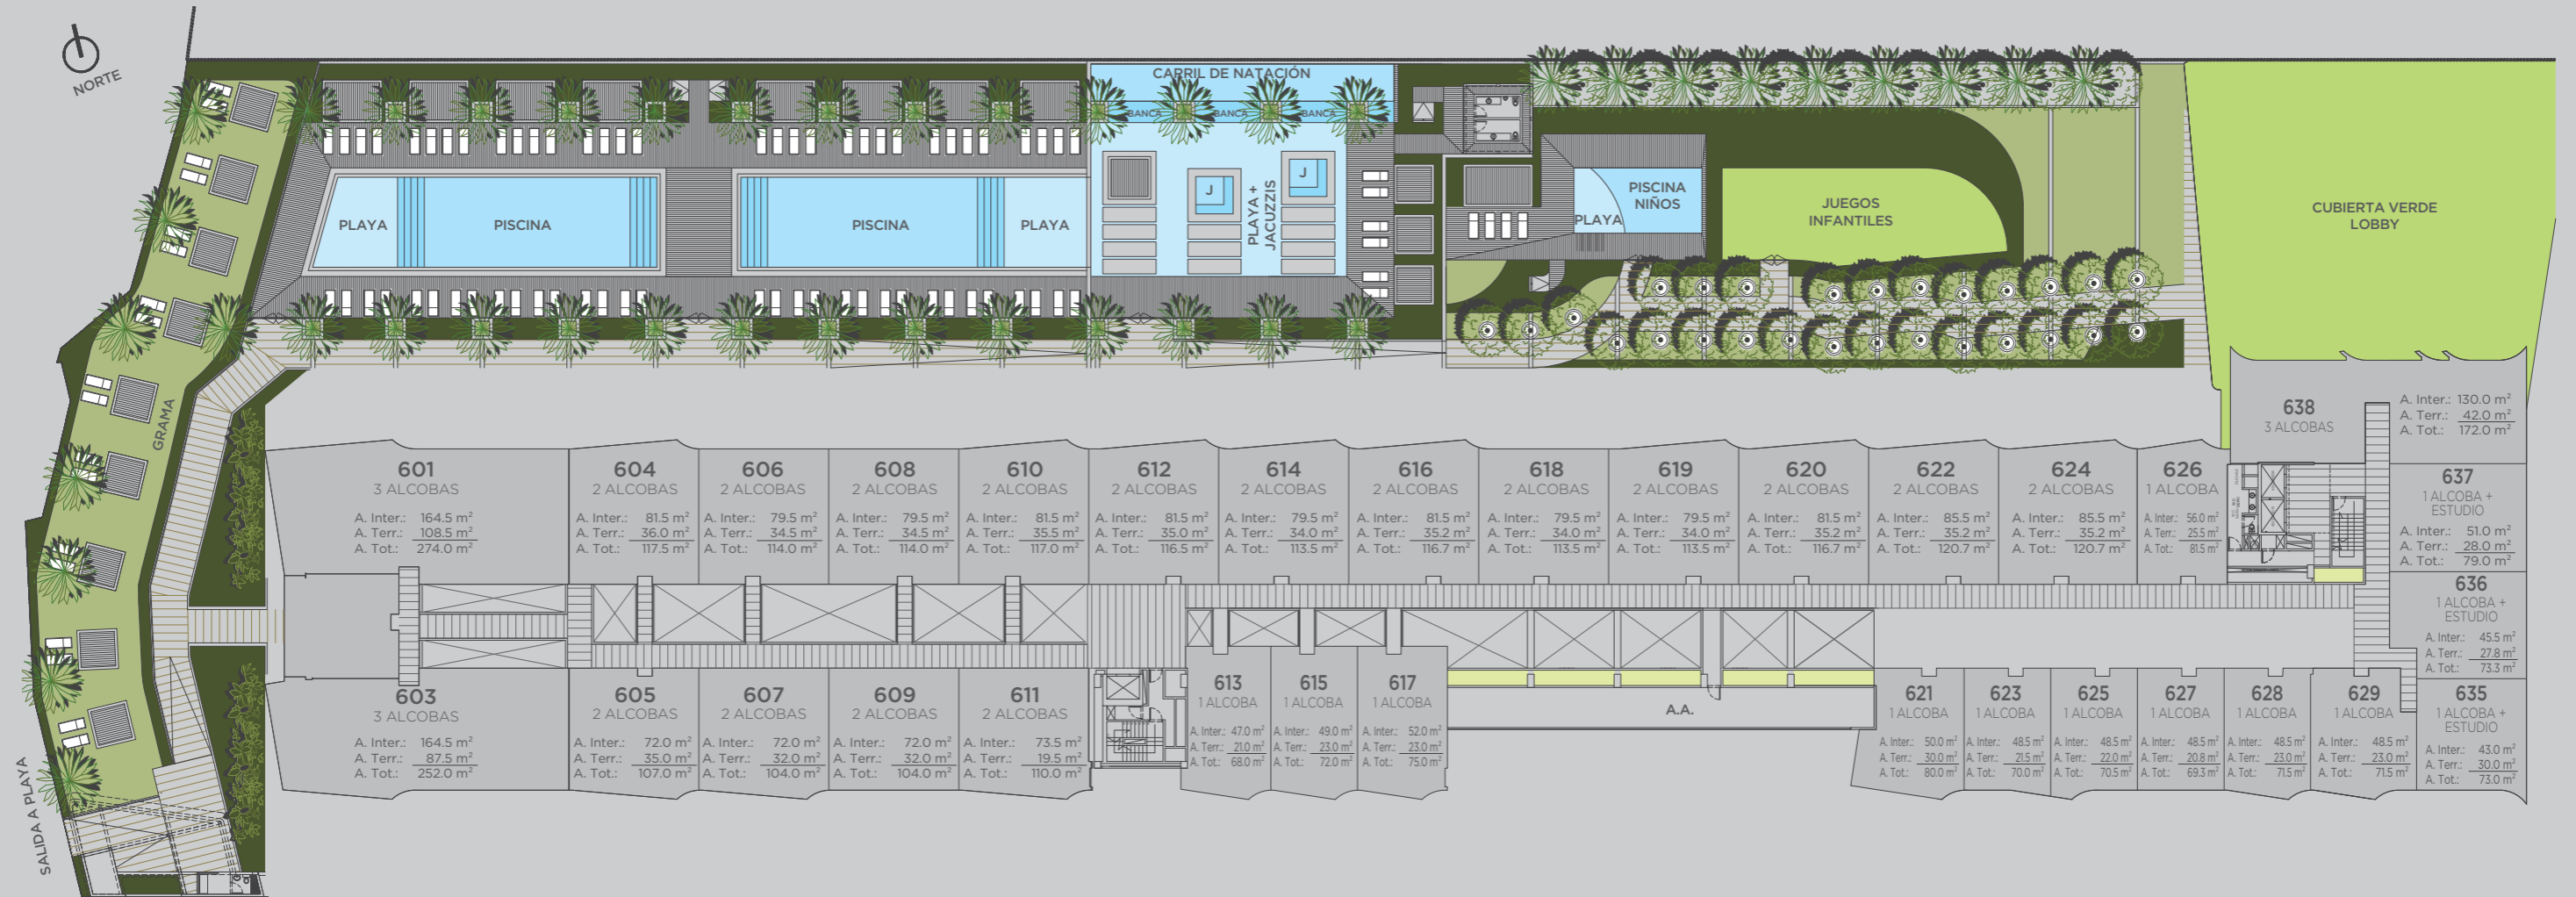 NORTE
CARRIL DE NATACIÓN
BANCA
BANCA
BANCA
PLAYA
PISCINA
PISCINA
PLAYA
J
J
PLAYA +
JACUZZIS
PLAYA
PISCINA
NIÑOS
JUEGOS
INFANTILES
CUBIERTA VERDE
LOBBY
GRAMA
SALIDA A PLAYA
601
3 ALCOBAS
A. Inter.: 164.5 m²
A. Terr.: 108.5 m²
A. Tot.: 274.0 m²
604
2 ALCOBAS
A. Inter.: 81.5 m²
A. Terr.: 36.0 m²
A. Tot.: 117.5 m²
606
2 ALCOBAS
A. Inter.: 79.5 m²
A. Terr.: 34.5 m²
A. Tot.: 114.0 m²
608
2 ALCOBAS
A. Inter.: 79.5 m²
A. Terr.: 34.5 m²
A. Tot.: 114.0 m²
610
2 ALCOBAS
A. Inter.: 81.5 m²
A. Terr.: 35.5 m²
A. Tot.: 117.0 m²
612
2 ALCOBAS
A. Inter.: 81.5 m²
A. Terr.: 35.0 m²
A. Tot.: 116.5 m²
614
2 ALCOBAS
A. Inter.: 79.5 m²
A. Terr.: 34.0 m²
A. Tot.: 113.5 m²
616
2 ALCOBAS
A. Inter.: 81.5 m²
A. Terr.: 35.2 m²
A. Tot.: 116.7 m²
618
2 ALCOBAS
A. Inter.: 79.5 m²
A. Terr.: 34.0 m²
A. Tot.: 113.5 m²
619
2 ALCOBAS
A. Inter.: 79.5 m²
A. Terr.: 34.0 m²
A. Tot.: 113.5 m²
620
2 ALCOBAS
A. Inter.: 81.5 m²
A. Terr.: 35.2 m²
A. Tot.: 116.7 m²
622
2 ALCOBAS
A. Inter.: 85.5 m²
A. Terr.: 35.2 m²
A. Tot.: 120.7 m²
624
2 ALCOBAS
A. Inter.: 85.5 m²
A. Terr.: 35.2 m²
A. Tot.: 120.7 m²
626
1 ALCOBA
A. Inter.: 56.0 m²
A. Terr.: 25.5 m²
A. Tot.: 81.5 m²
638
3 ALCOBAS
A. Inter.: 130.0 m²
A. Terr.: 42.0 m²
A. Tot.: 172.0 m²
637
1 ALCOBA +
ESTUDIO
A. Inter.: 51.0 m²
A. Terr.: 28.0 m²
A. Tot.: 79.0 m²
636
1 ALCOBA +
ESTUDIO
A. Inter.: 45.5 m²
A. Terr.: 27.8 m²
A. Tot.: 73.3 m²
603
3 ALCOBAS
A. Inter.: 164.5 m²
A. Terr.: 87.5 m²
A. Tot.: 252.0 m²
605
2 ALCOBAS
A. Inter.: 72.0 m²
A. Terr.: 35.0 m²
A. Tot.: 107.0 m²
607
2 ALCOBAS
A. Inter.: 72.0 m²
A. Terr.: 32.0 m²
A. Tot.: 104.0 m²
609
2 ALCOBAS
A. Inter.: 72.0 m²
A. Terr.: 32.0 m²
A. Tot.: 104.0 m²
611
2 ALCOBAS
A. Inter.: 73.5 m²
A. Terr.: 19.5 m²
A. Tot.: 110.0 m²
613
1 ALCOBA
A. Inter.: 47.0 m²
A. Terr.: 21.0 m²
A. Tot.: 68.0 m²
615
1 ALCOBA
A. Inter.: 49.0 m²
A. Terr.: 23.0 m²
A. Tot.: 72.0 m²
617
1 ALCOBA
A. Inter.: 52.0 m²
A. Terr.: 23.0 m²
A. Tot.: 75.0 m²
A.A.
621
1 ALCOBA
A. Inter.: 50.0 m²
A. Terr.: 30.0 m²
A. Tot.: 80.0 m²
623
1 ALCOBA
A. Inter.: 48.5 m²
A. Terr.: 21.5 m²
A. Tot.: 70.0 m²
625
1 ALCOBA
A. Inter.: 48.5 m²
A. Terr.: 22.0 m²
A. Tot.: 70.5 m²
627
1 ALCOBA
A. Inter.: 48.5 m²
A. Terr.: 20.8 m²
A. Tot.: 69.3 m²
628
1 ALCOBA
A. Inter.: 48.5 m²
A. Terr.: 23.0 m²
A. Tot.: 71.5 m²
629
1 ALCOBA
A. Inter.: 48.5 m²
A. Terr.: 23.0 m²
A. Tot.: 71.5 m²
635
1 ALCOBA +
ESTUDIO
A. Inter.: 43.0 m²
A. Terr.: 30.0 m²
A. Tot.: 73.0 m²